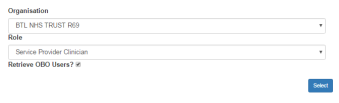 Organisation
BTL NHS TRUST R69
Role
Service Provider Clinician
Retrieve OBO Users?
Select